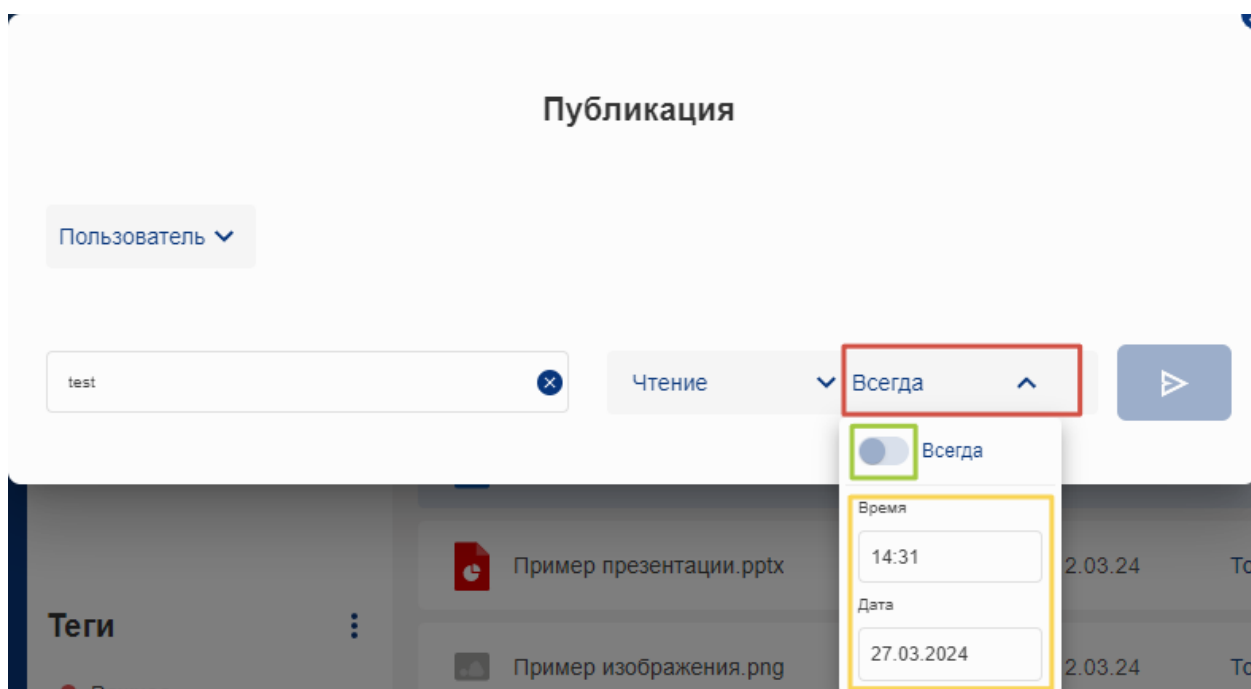 Публикация
Пользователь
test
Чтение
Всегда
Всегда
Время
14:31
Пример презентации.pptx
2.03.24
Дата
Теги
27.03.2024
Пример изображения.png
2.03.24